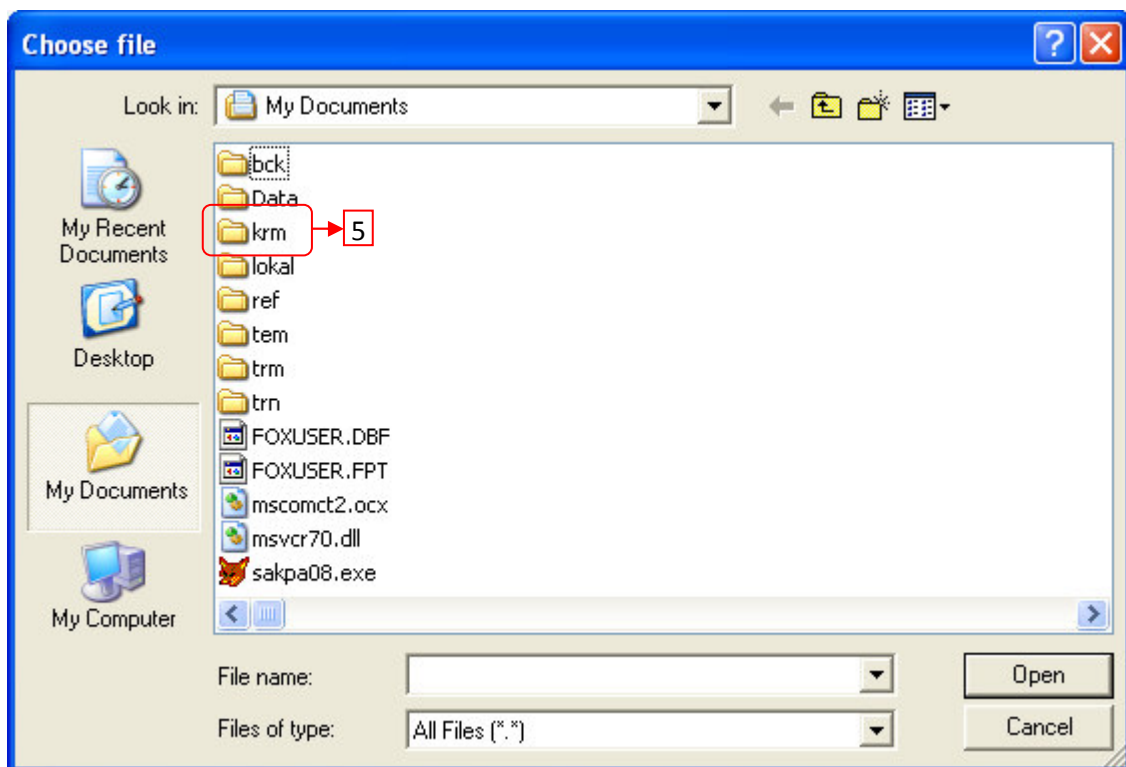 Choose file
Look in: My Documents
bck
Data
krm 5
lokal
ref
tem
trm
trn
FOXUSER.DBF
FOXUSER.FPT
mscomct2.ocx
msvcr70.dll
sakpa08.exe
My Recent
Documents
Desktop
My Documents
My Computer
File name: Open
Files of type: All Files (*.*) Cancel